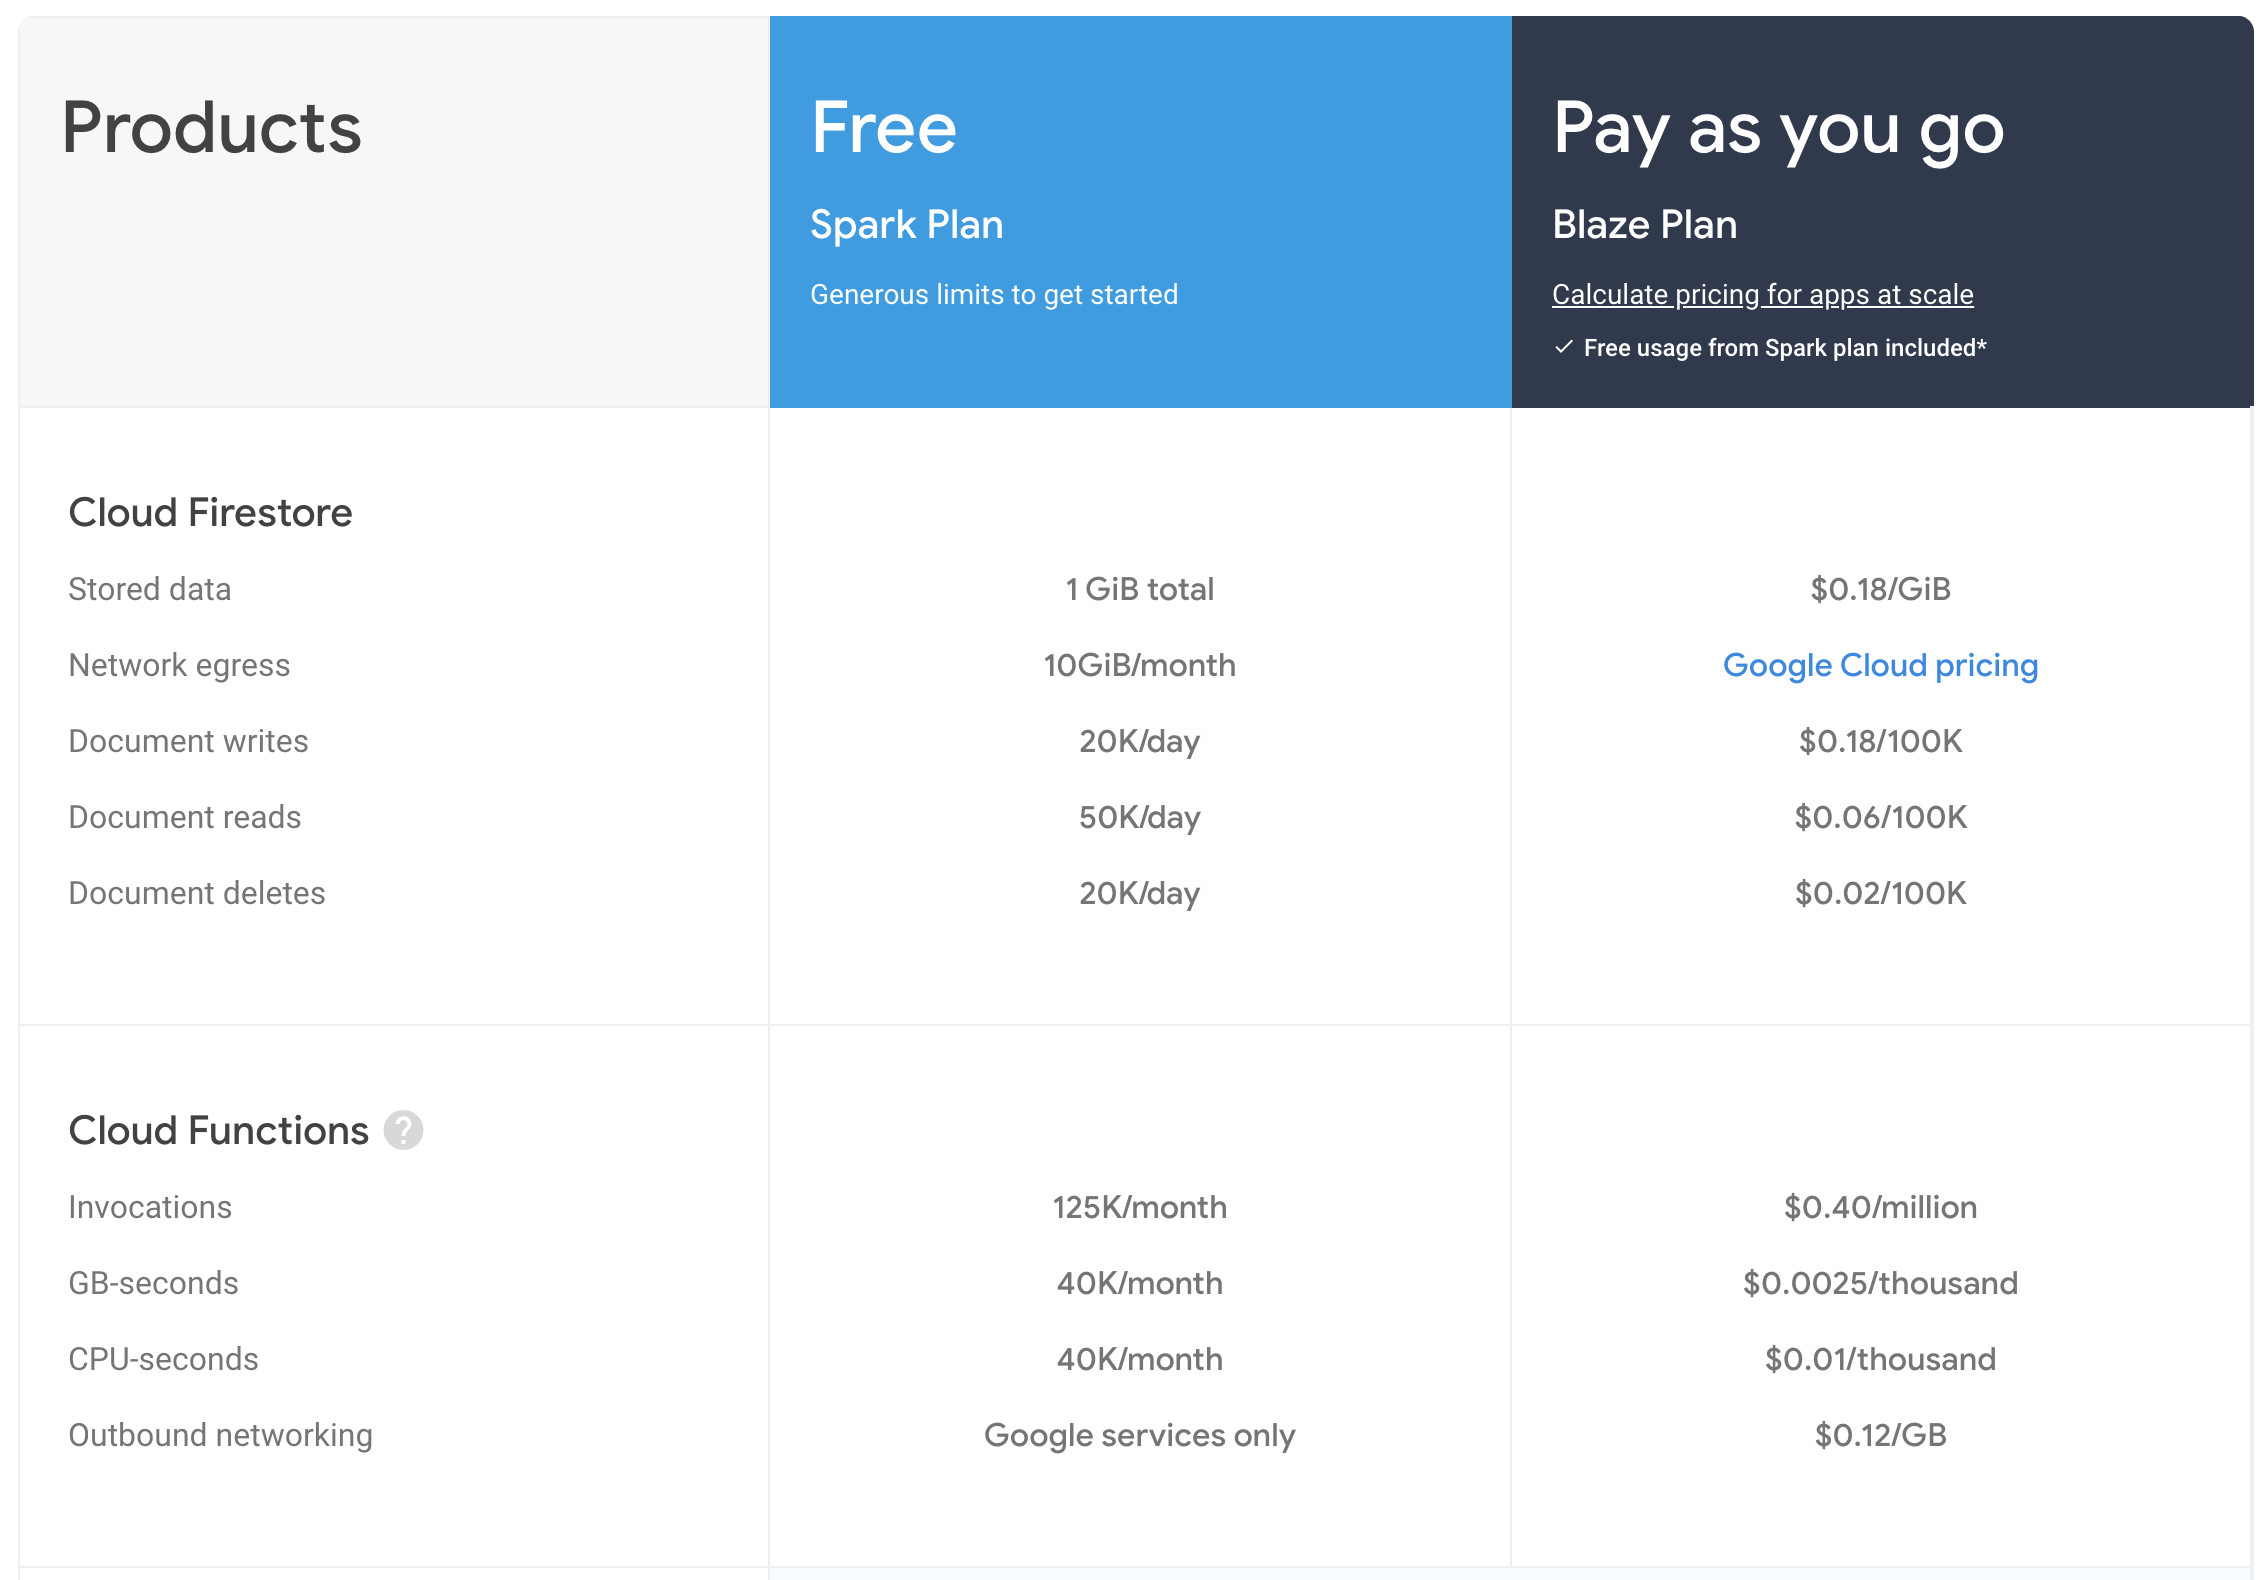 Products
Free
Pay as you go
Spark Plan
Blaze Plan
Generous limits to get started
Calculate pricing for apps at scale
✓ Free usage from Spark plan included*
Cloud Firestore
Stored data 1 GiB total $0.18/GiB
Network egress 10GiB/month Google Cloud pricing
Document writes 20K/day $0.18/100K
Document reads 50K/day $0.06/100K
Document deletes 20K/day $0.02/100K
Cloud Functions ?
Invocations 125K/month $0.40/million
GB-seconds 40K/month $0.0025/thousand
CPU-seconds 40K/month $0.01/thousand
Outbound networking Google services only $0.12/GB